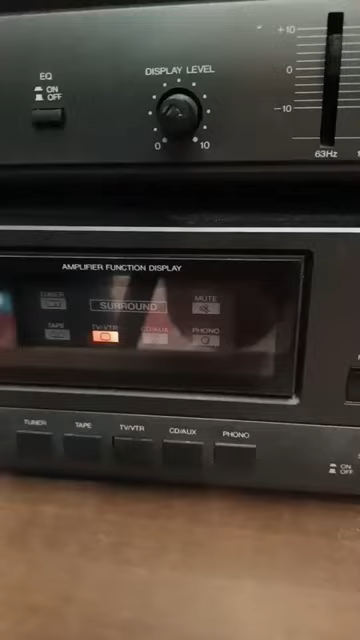 EQ
ON
OFF
DISPLAY LEVEL
0 10
+10
0
-10
63Hz
AMPLIFIER FUNCTION DISPLAY
TUNER
SURROUND
MUTE
TAPE TV/VTR CD/AUX PHONO
TUNER TAPE TV/VTR CD/AUX PHONO
ON
OFF